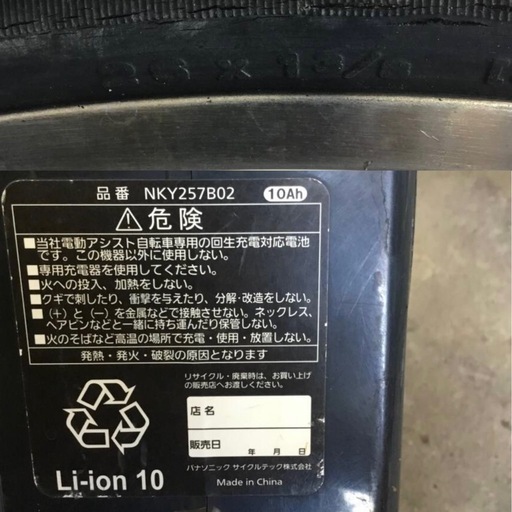 26 × 1 3/8
品番 NKY257B02 10Ah
危険
■当社電動アシスト自転車専用の回生充電対応電池
です。この機器以外に使用しない。
■専用充電器を使用してください。
■火への投入、加熱をしない。
■クギで刺したり、衝撃を与えたり、分解・改造をしない。
■(＋)と(－)を金属などで接触させない。ネックレス、
ヘアピンなどと一緒に持ち運んだり保管しない。
■火のそばなど高温の場所で充電・使用・放置しない。
発熱・発火・破裂の原因となります
リサイクル・廃棄時は、お買い上げ
の販売店へお渡しください。
店名
販売日 年 月 日
Li-ion 10
パナソニック サイクルテック株式会社
Made in China